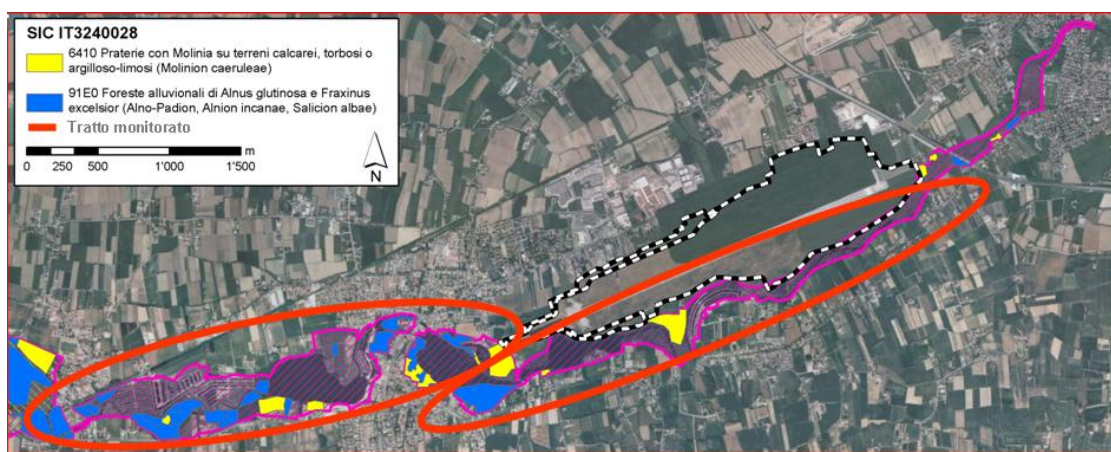 SIC IT3240028
6410 Praterie con Molinia su terreni calcarei, torbosi o
argilloso-limosi (Molinion caeruleae)
91E0 Foreste alluvionali di Alnus glutinosa e Fraxinus
excelsior (Alno-Padion, Alnion incanae, Salicion albae)
Tratto monitorato
0 250 500 1'000 1'500 m
N